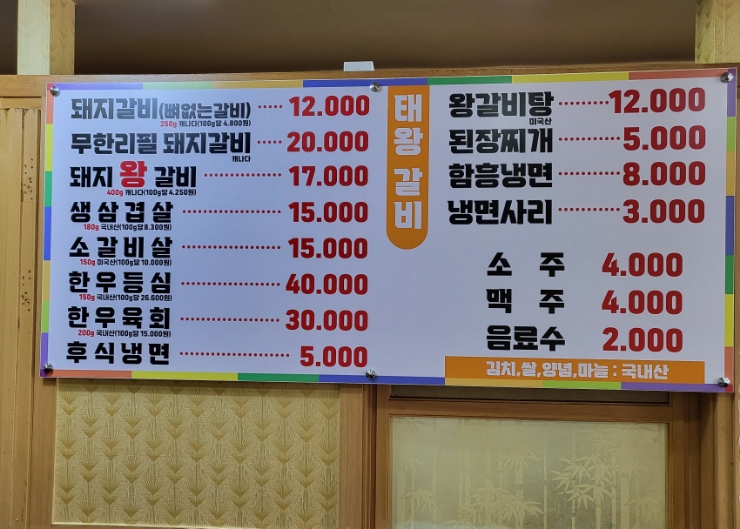 돼지갈비(뼈없는갈비) ····· 12.000
250g 캐나다(100g당 4.800원)
무한리필 돼지갈비 ····· 20.000
캐나다
돼지 왕 갈비 ········ 17.000
400g 캐나다(100g당 4.250원)
생삼겹살 ········ 15.000
180g 국내산(100g당 8.300원)
소갈비살 ········ 15.000
150g 미국산(100g당 10.000원)
한우등심 ········ 40.000
150g 국내산(100g당 26.600원)
한우육회 ········ 30.000
200g 국내산(100g당 15.000원)
후식냉면 ········ 5.000
태왕갈비
왕갈비탕 ········ 12.000
미국산
된장찌개 ········ 5.000
함흥냉면 ········ 8.000
냉면사리 ········ 3.000
소 주 4.000
맥 주 4.000
음료수 2.000
김치,쌀,양념,마늘 : 국내산